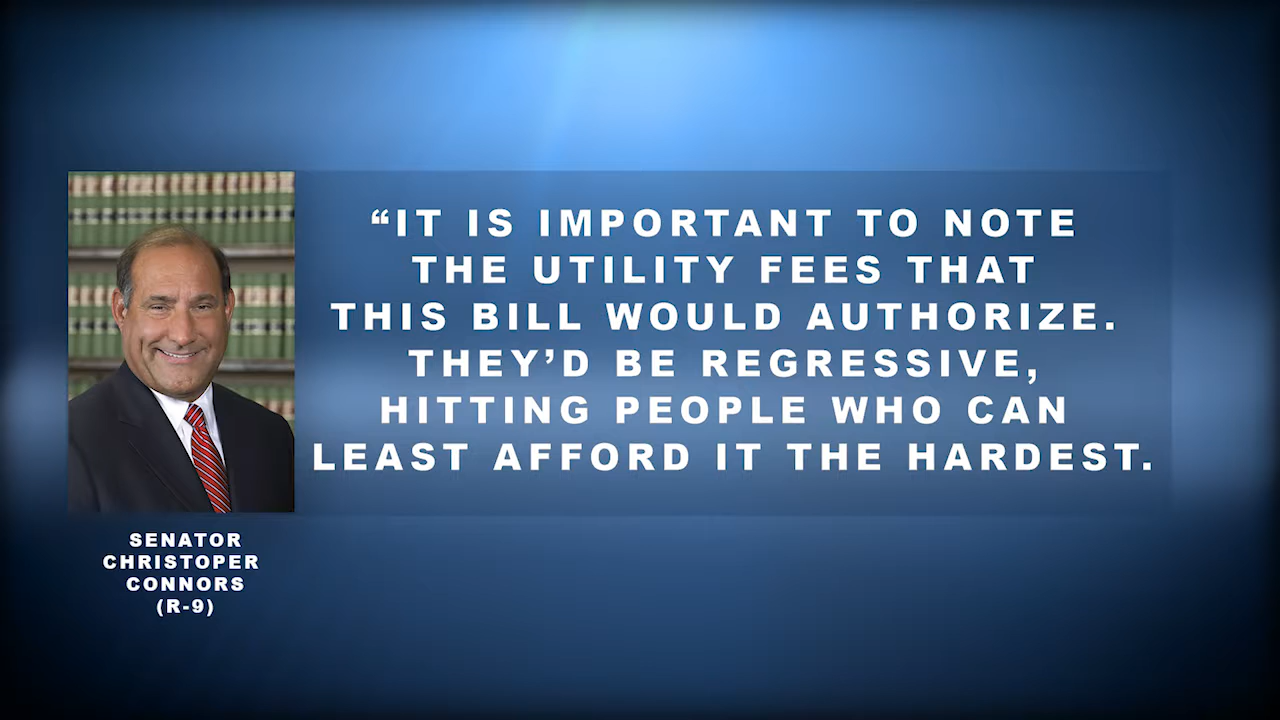 “IT IS IMPORTANT TO NOTE
THE UTILITY FEES THAT
THIS BILL WOULD AUTHORIZE.
THEY’D BE REGRESSIVE,
HITTING PEOPLE WHO CAN
LEAST AFFORD IT THE HARDEST.
SENATOR
CHRISTOPER
CONNORS
(R-9)